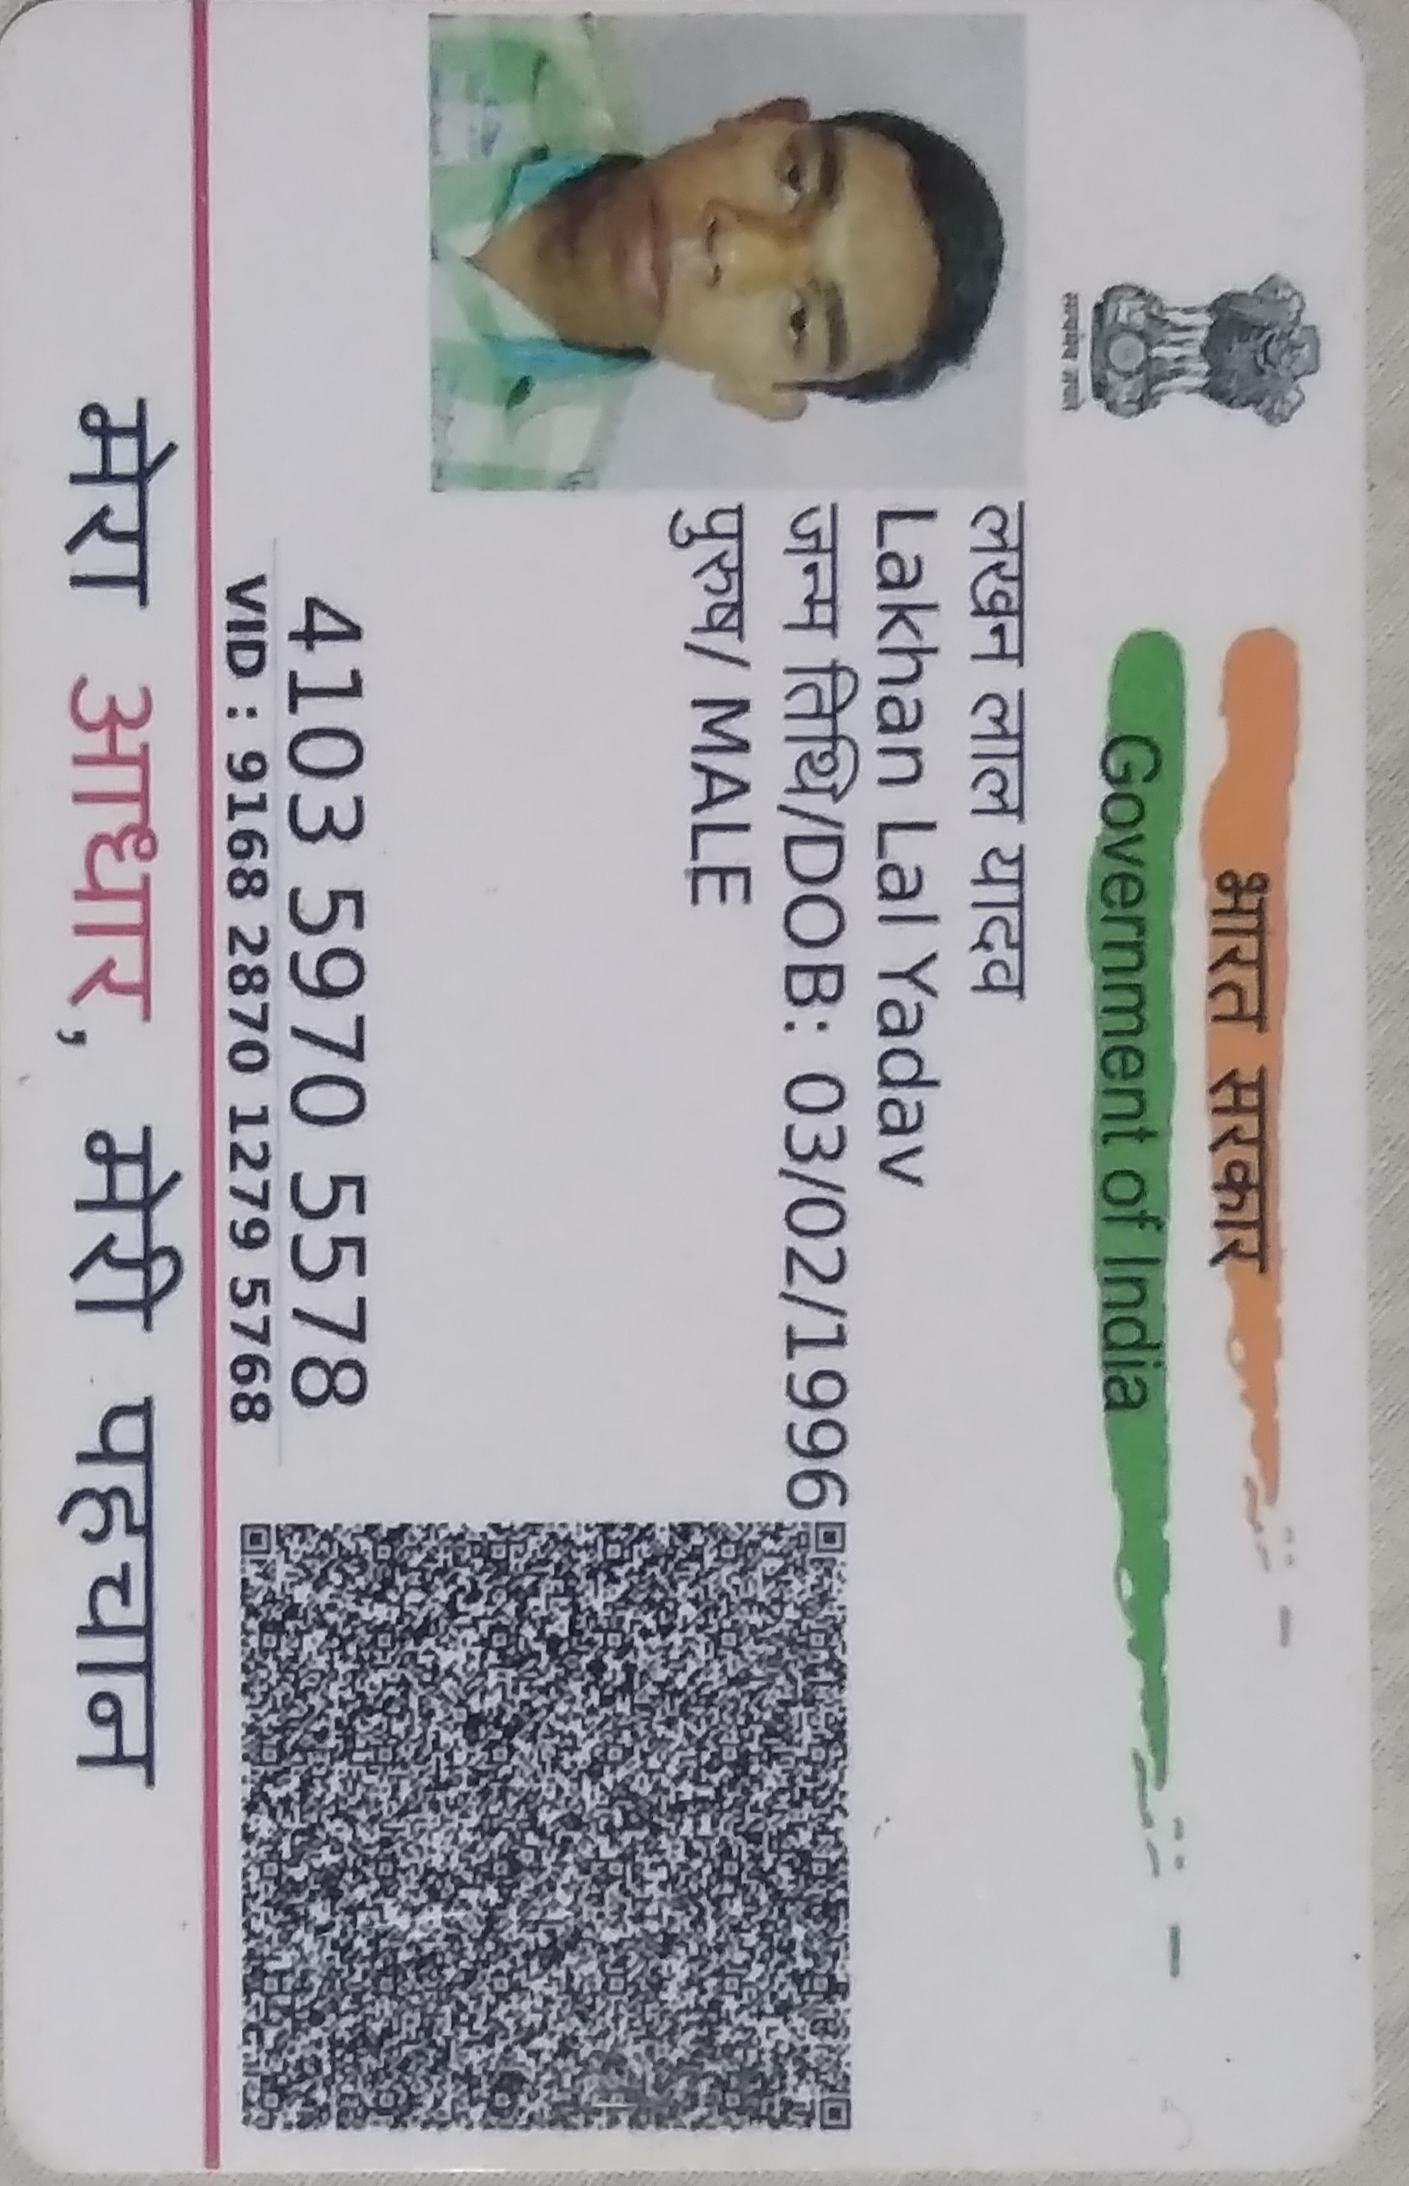 भारत सरकार
Government of India
सत्यमेव जयते
लखन लाल यादव
Lakhan Lal Yadav
जन्म तिथि/DOB: 03/02/1996
पुरुष/ MALE
4103 5970 5578
VID : 9168 2870 1279 5768
मेरा आधार, मेरी पहचान